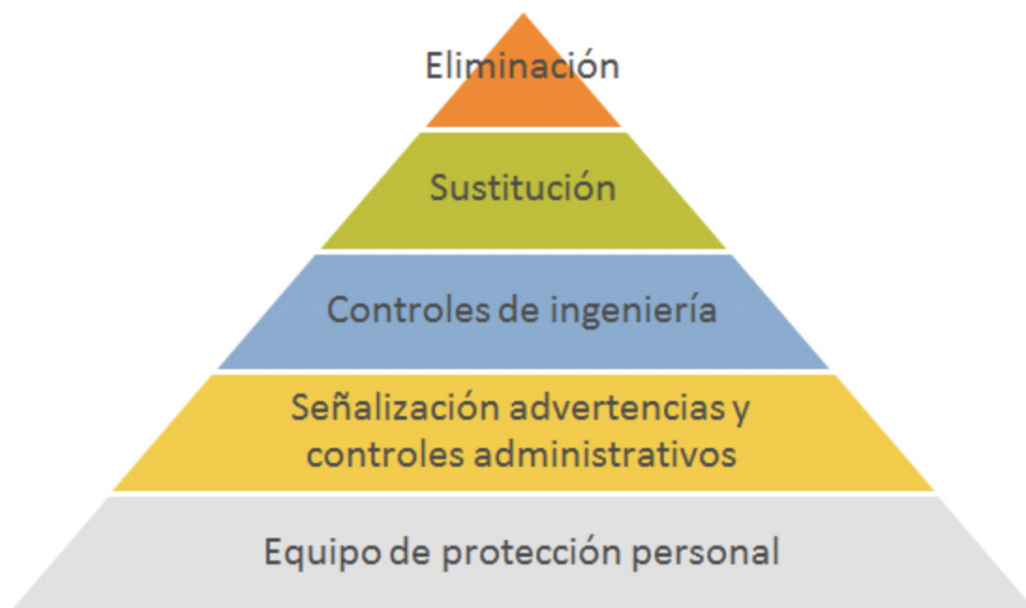 Eliminación
Sustitución
Controles de ingeniería
Señalización advertencias y
controles administrativos
Equipo de protección personal